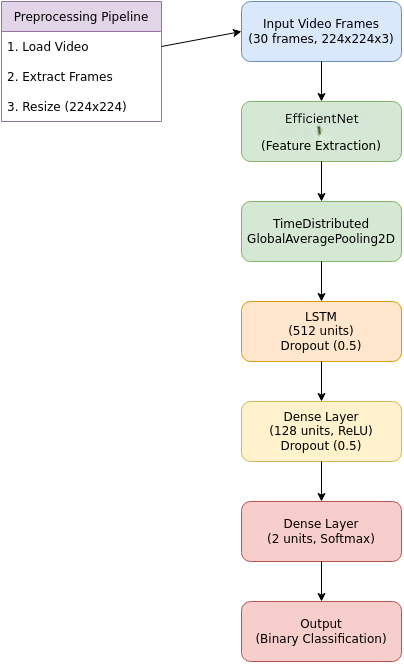 Preprocessing Pipeline
1. Load Video
2. Extract Frames
3. Resize (224x224)
Input Video Frames
(30 frames, 224x224x3)
EfficientNet
(Feature Extraction)
TimeDistributed
GlobalAveragePooling2D
LSTM
(512 units)
Dropout (0.5)
Dense Layer
(128 units, ReLU)
Dropout (0.5)
Dense Layer
(2 units, Softmax)
Output
(Binary Classification)